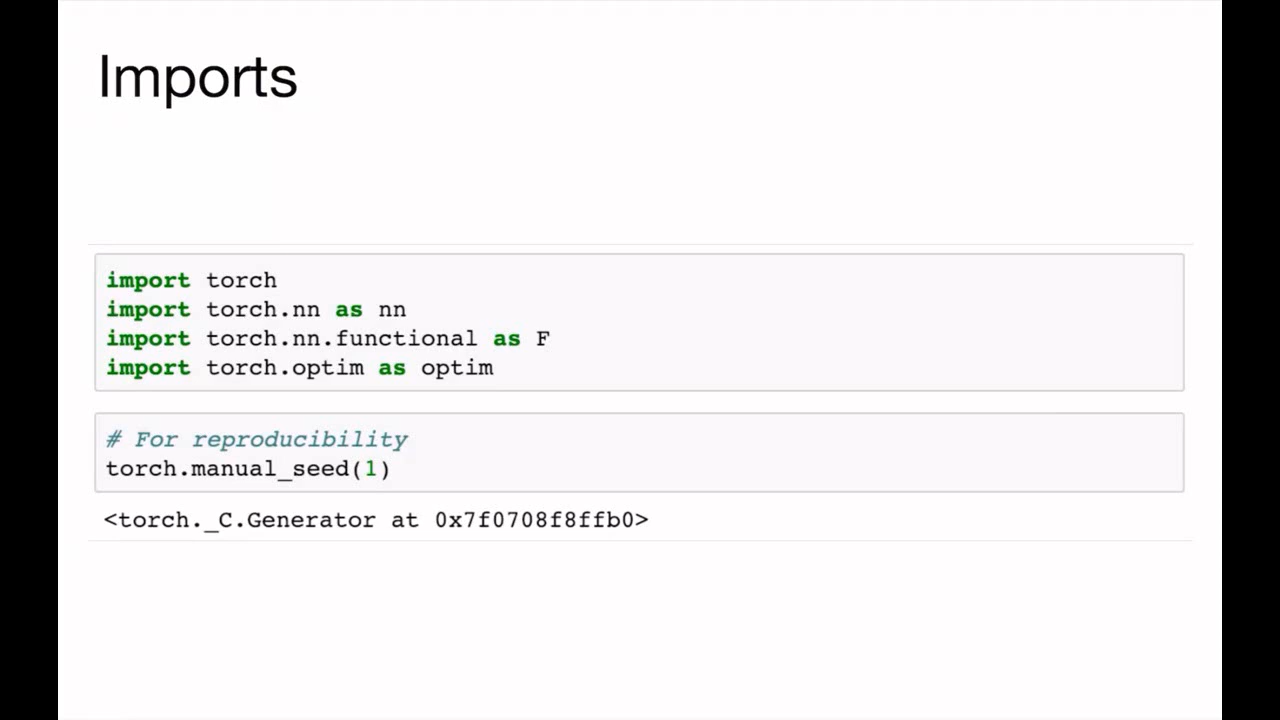 Imports
import torch
import torch.nn as nn
import torch.nn.functional as F
import torch.optim as optim
# For reproducibility
torch.manual_seed(1)
<torch._C.Generator at 0x7f0708f8ffb0>